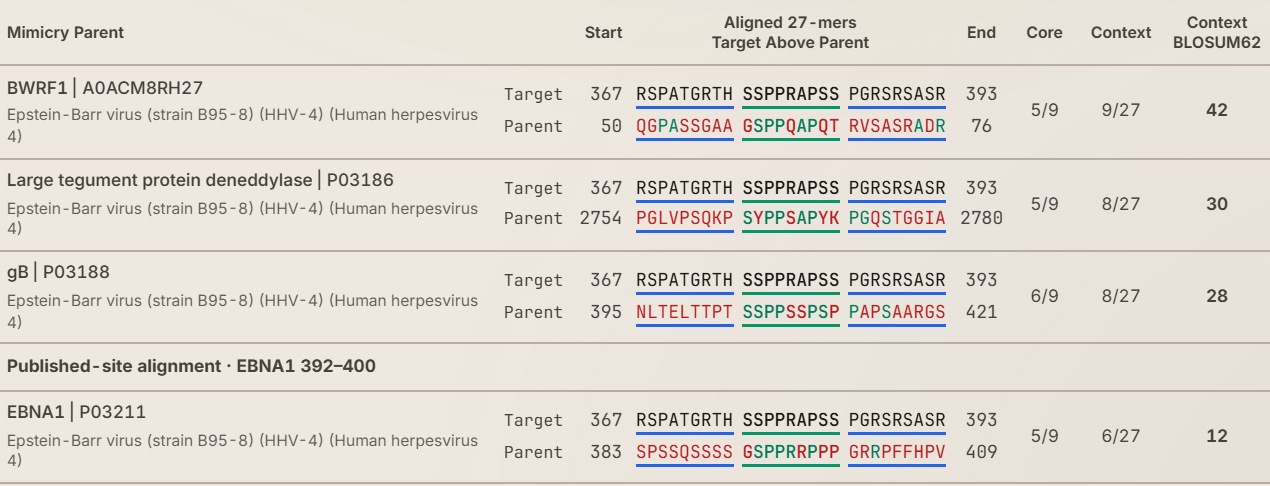 Mimicry Parent Start Aligned 27-mers End Core Context Context
Target Above Parent BLOSUM62
BWRF1 | A0ACM8RH27
Epstein-Barr virus (strain B95-8) (HHV-4) (Human herpesvirus
4)
Target 367 RSPATGRTH SSPPRAPSS PGRSRSASR 393
Parent 50 QGPASSGAA GSPPQAPQT RVSASRADR 76
5/9 9/27 42
Large tegument protein deneddylase | P03186
Epstein-Barr virus (strain B95-8) (HHV-4) (Human herpesvirus
4)
Target 367 RSPATGRTH SSPPRAPSS PGRSRSASR 393
Parent 2754 PGLVPSQKP SYPPSAPYK PGQSTGGIA 2780
5/9 8/27 30
gB | P03188
Epstein-Barr virus (strain B95-8) (HHV-4) (Human herpesvirus
4)
Target 367 RSPATGRTH SSPPRAPSS PGRSRSASR 393
Parent 395 NLTELTTPT SSPPSSPSP PAPSAARGS 421
6/9 8/27 28
Published-site alignment · EBNA1 392–400
EBNA1 | P03211
Epstein-Barr virus (strain B95-8) (HHV-4) (Human herpesvirus
4)
Target 367 RSPATGRTH SSPPRAPSS PGRSRSASR 393
Parent 383 SPSSQSSSS GSPPRRPPP GRRPFFHPV 409
5/9 6/27 12